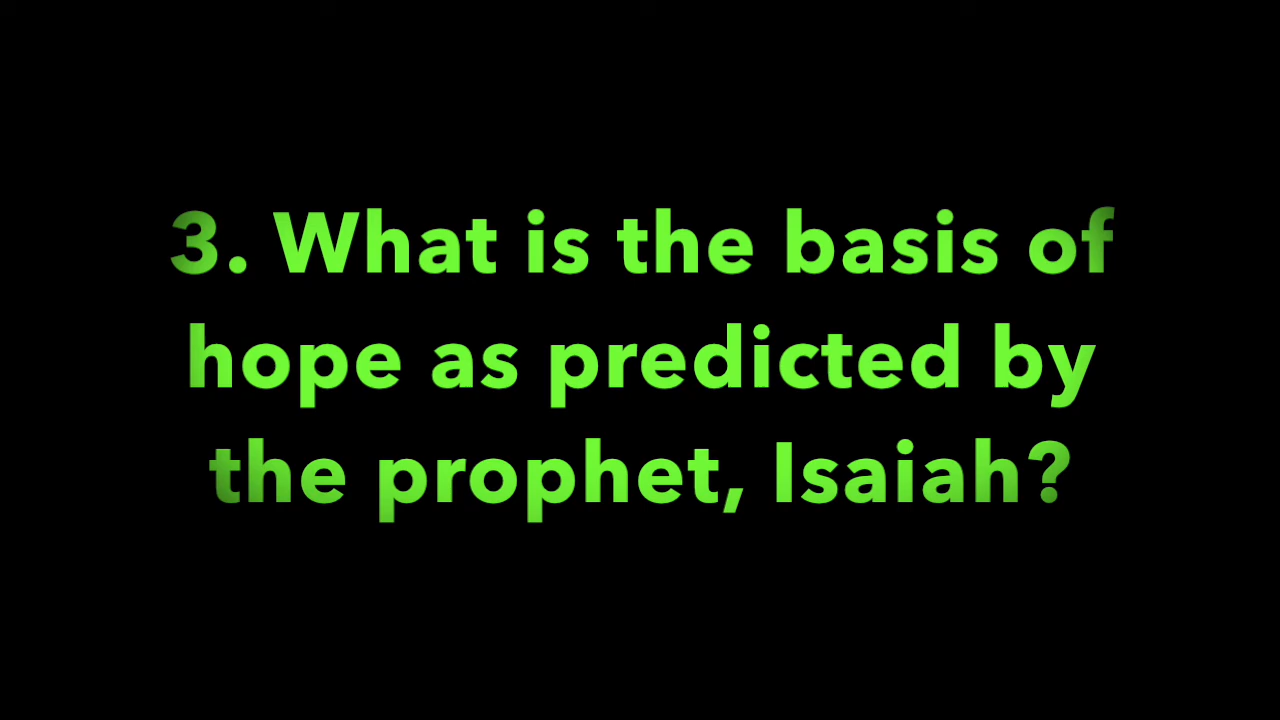 3. What is the basis of
hope as predicted by
the prophet, Isaiah?